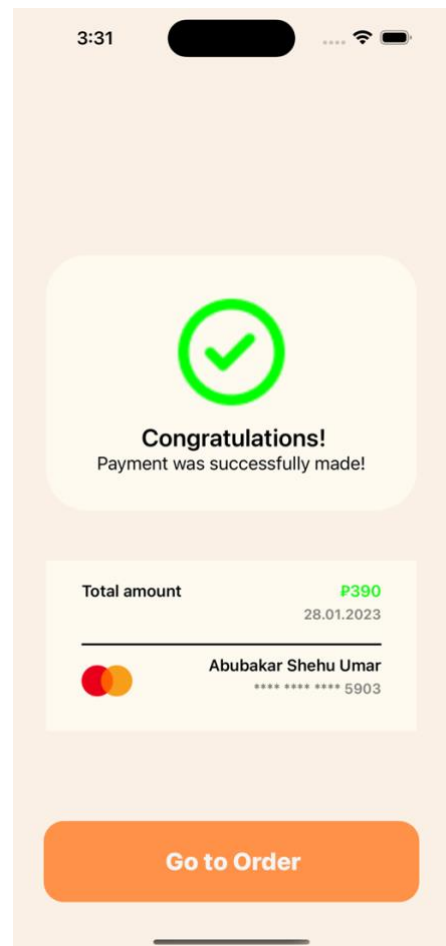 3:31
Congratulations!
Payment was successfully made!
Total amount
₽390
28.01.2023
Abubakar Shehu Umar
**** **** **** 5903
Go to Order